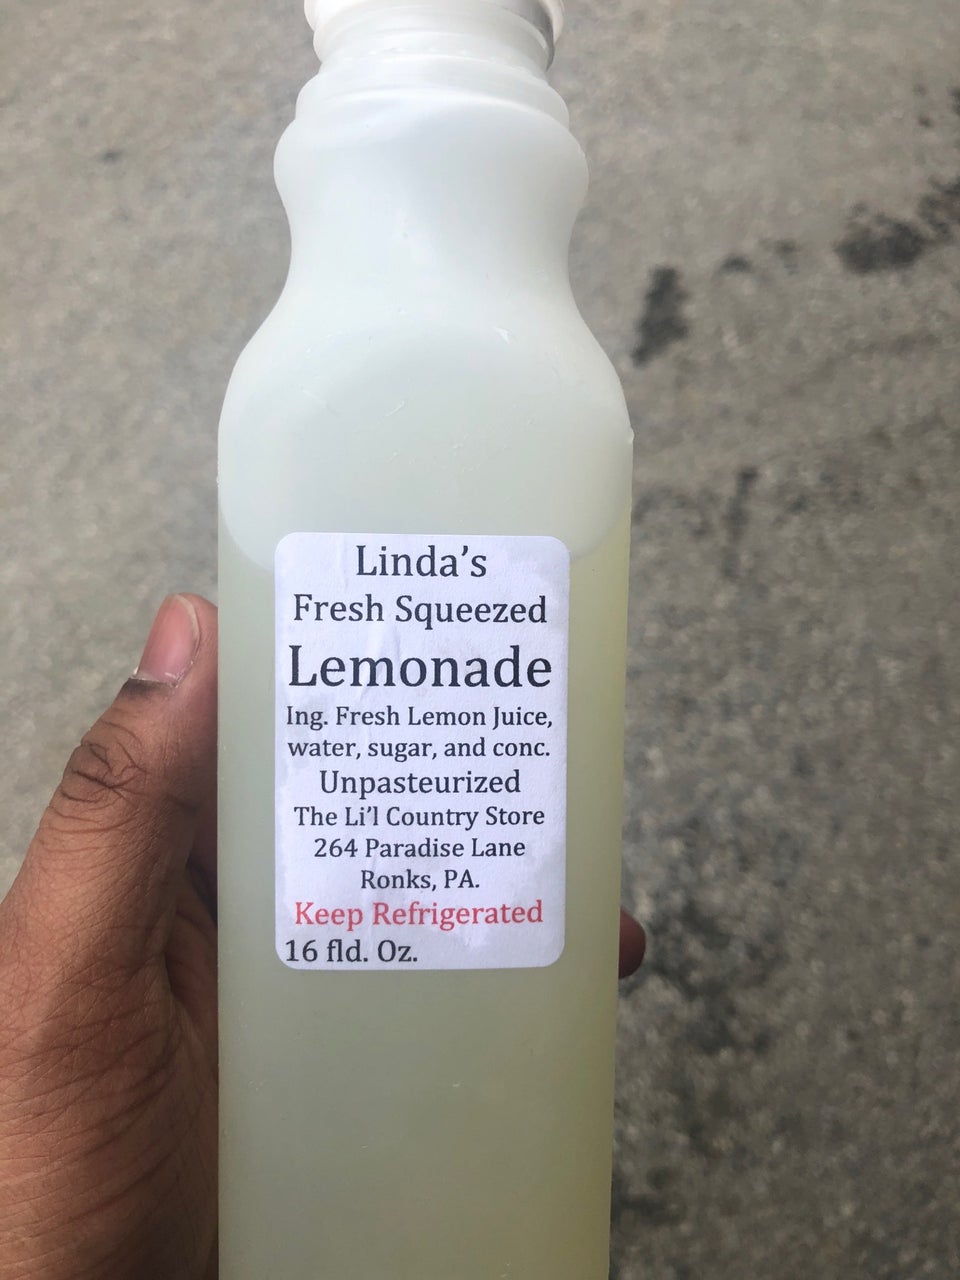 Linda's
Fresh Squeezed
Lemonade
Ing. Fresh Lemon Juice,
water, sugar, and conc.
Unpasteurized
The Li'l Country Store
264 Paradise Lane
Ronks, PA.
Keep Refrigerated
16 fld. Oz.